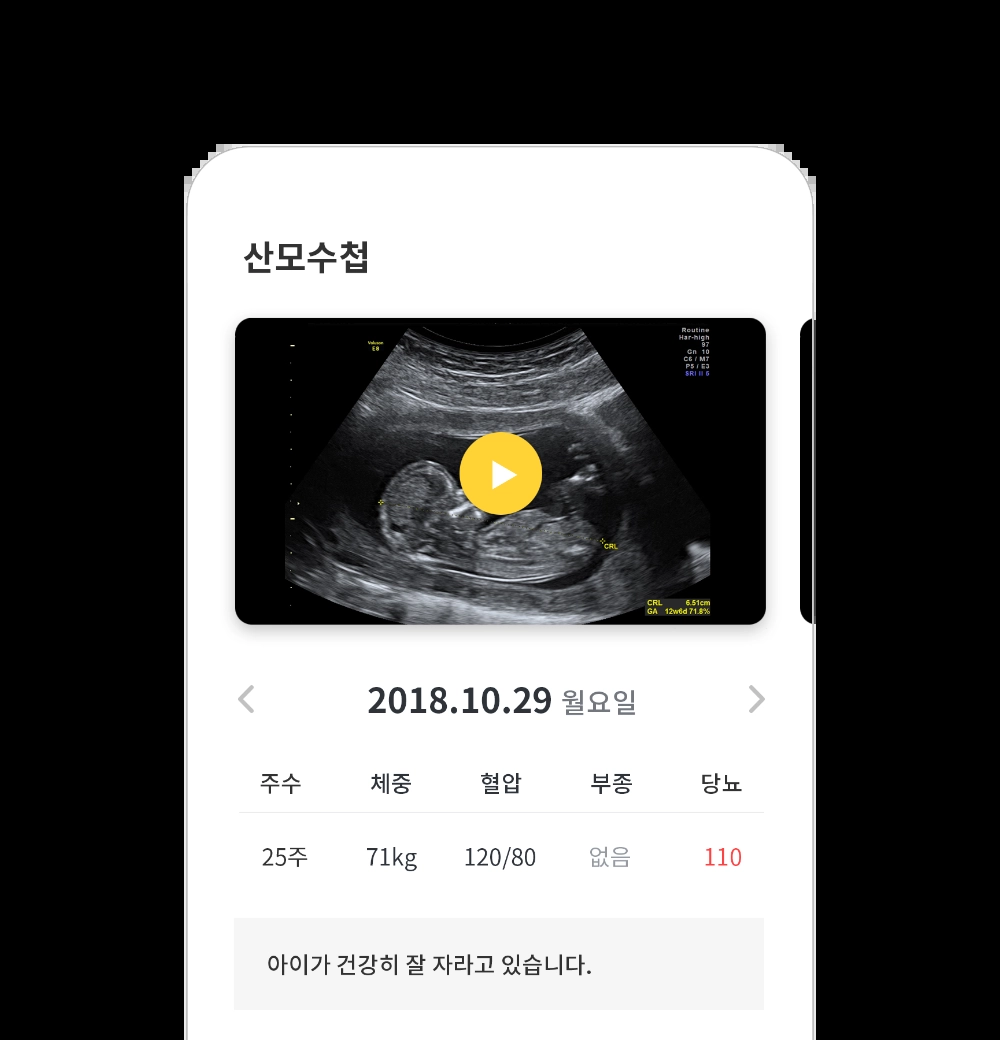 산모수첩
Voluson
E8
Routine
Har-high
97
Gn 10
C6 / M7
P5 / E3
SRI II 5
CRL
CRL 6.51cm
GA 12w6d 71.8%
2018.10.29 월요일
주수 체중 혈압 부종 당뇨
25주 71kg 120/80 없음 110
아이가 건강히 잘 자라고 있습니다.